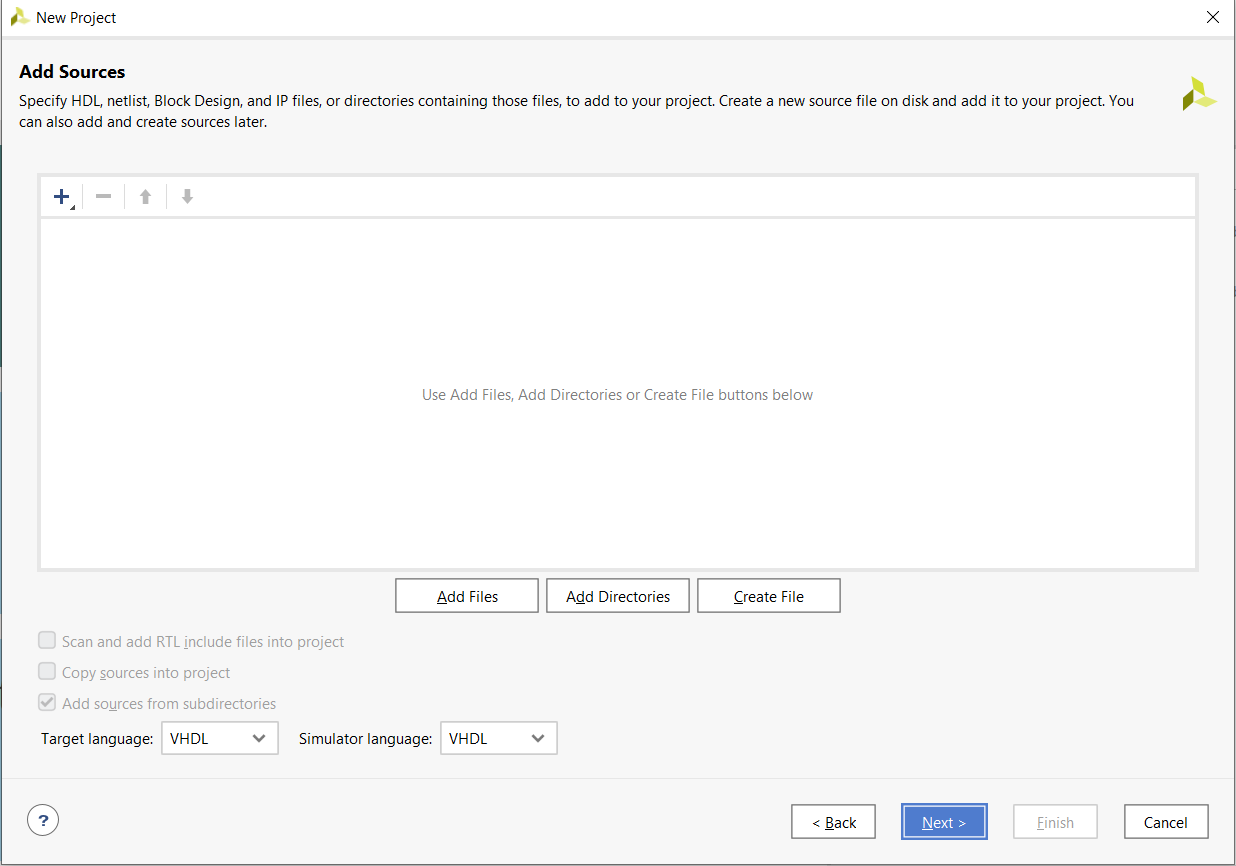 New Project
Add Sources
Specify HDL, netlist, Block Design, and IP files, or directories containing those files, to add to your project. Create a new source file on disk and add it to your project. You
can also add and create sources later.
Use Add Files, Add Directories or Create File buttons below
Add Files Add Directories Create File
Scan and add RTL include files into project
Copy sources into project
Add sources from subdirectories
Target language: VHDL Simulator language: VHDL
? < Back Next > Finish Cancel